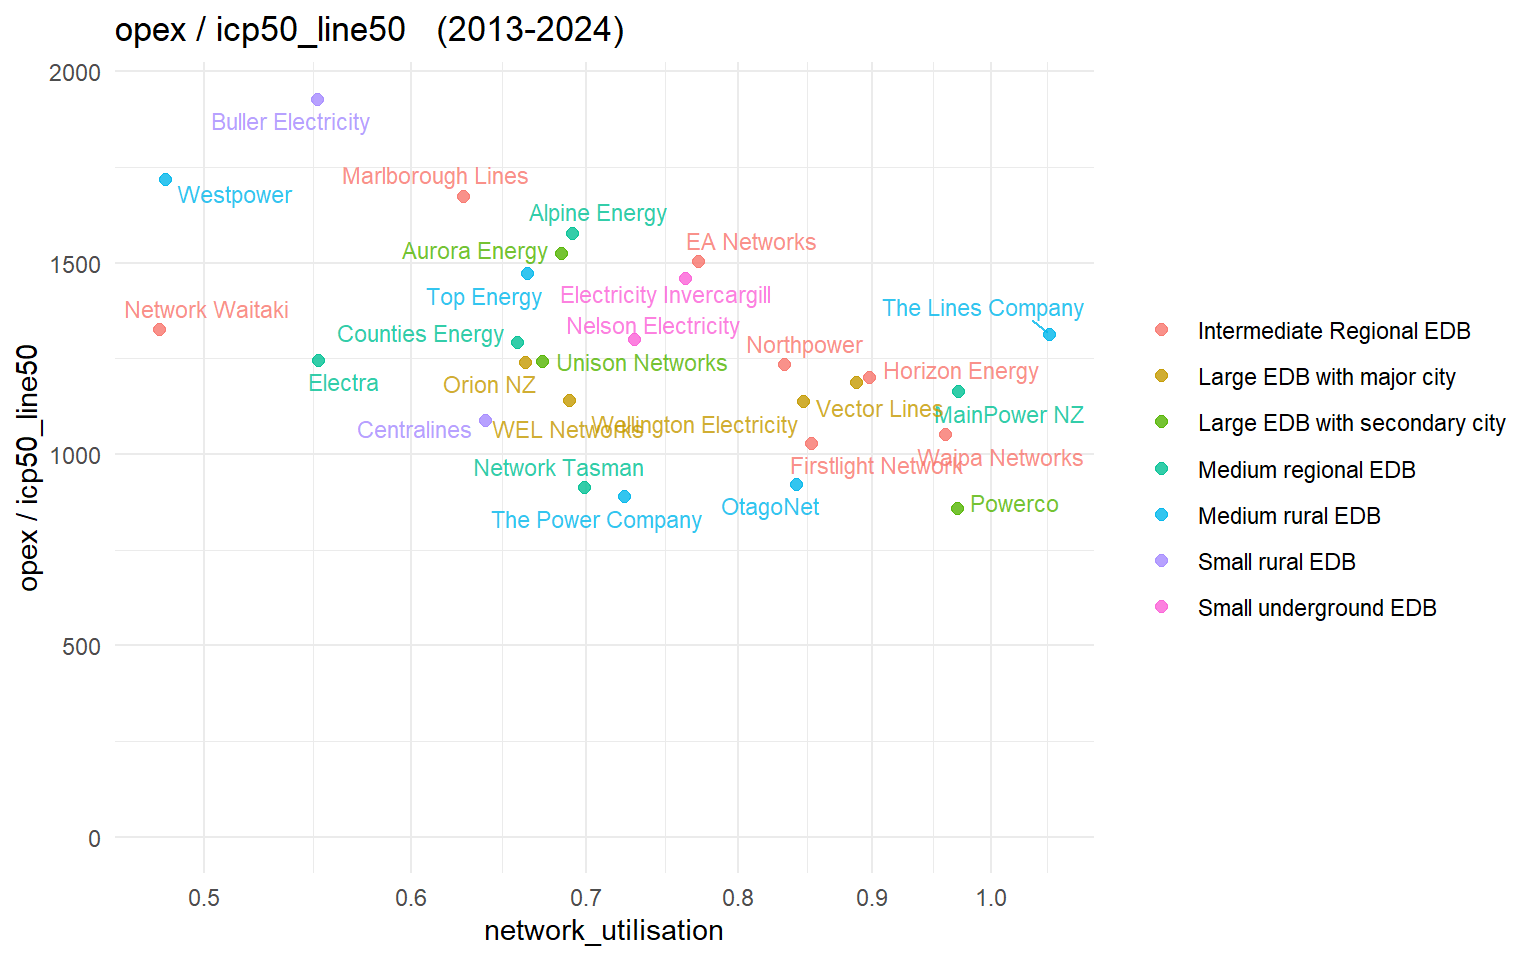 opex / icp50_line50   (2013-2024)
2000
Buller Electricity
Marlborough Lines
Westpower
Alpine Energy
EA Networks
Aurora Energy
1500
Top Energy
Electricity Invercargill
The Lines Company
Network Waitaki
Nelson Electricity
Counties Energy
Northpower
Unison Networks
Horizon Energy
Electra
Orion NZ
Vector Lines
MainPower NZ
Wellington Electricity
Centralines
WEL Networks
1000
Waipa Networks
Firstlight Network
Network Tasman
Powerco
OtagoNet
The Power Company
500
0
0.5
0.6
0.7
0.8
0.9
1.0
network_utilisation
opex / icp50_line50
Intermediate Regional EDB
Large EDB with major city
Large EDB with secondary city
Medium regional EDB
Medium rural EDB
Small rural EDB
Small underground EDB